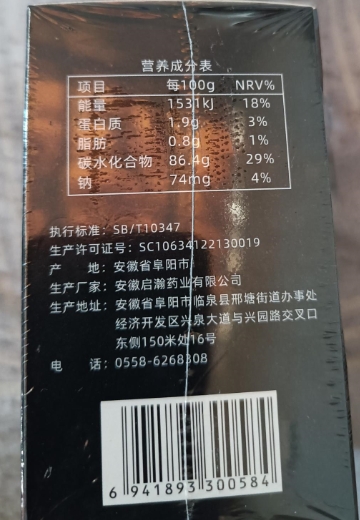 营养成分表
项目 每100g NRV%
能量 1531kJ 18%
蛋白质 1.9g 3%
脂肪 0.8g 1%
碳水化合物 86.4g 29%
钠 74mg 4%
执行标准：SB/T10347
生产许可证号：SC10634122130019
产 地：安徽省阜阳市
生产厂家：安徽启瀚药业有限公司
生产地址：安徽省阜阳市临泉县邢塘街道办事处
经济开发区兴泉大道与兴园路交叉口
东侧150米处16号
电 话：0558-6268308
6 941893 300584